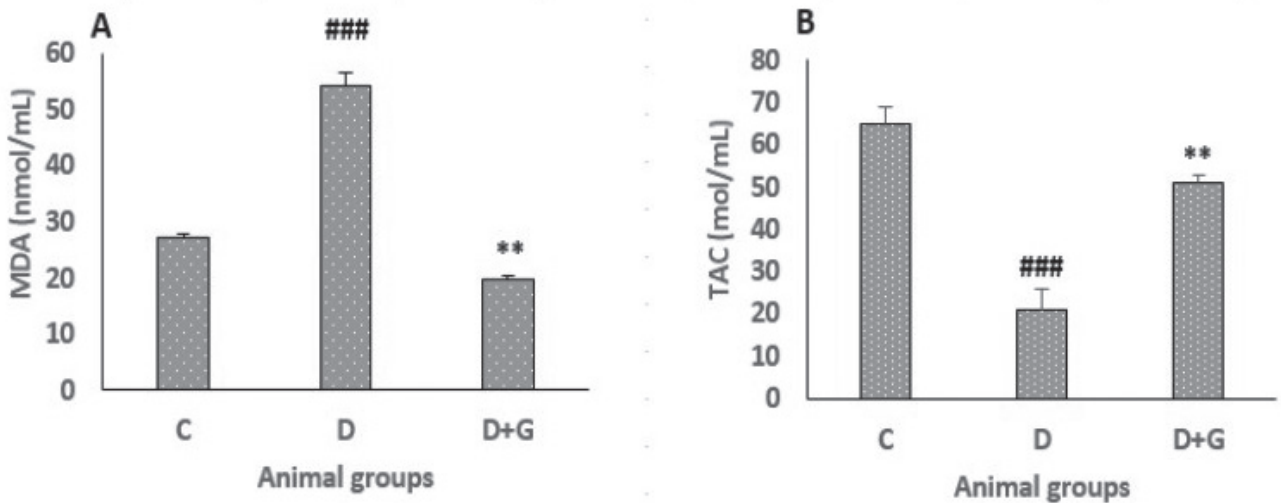 A
###
60
50
40
30
20
10
0
**
MDA (nmol/mL)
C D D+G
Animal groups
B
80
70
60
50
40
30
20
10
0
**
###
TAC (mol/mL)
C D D+G
Animal groups